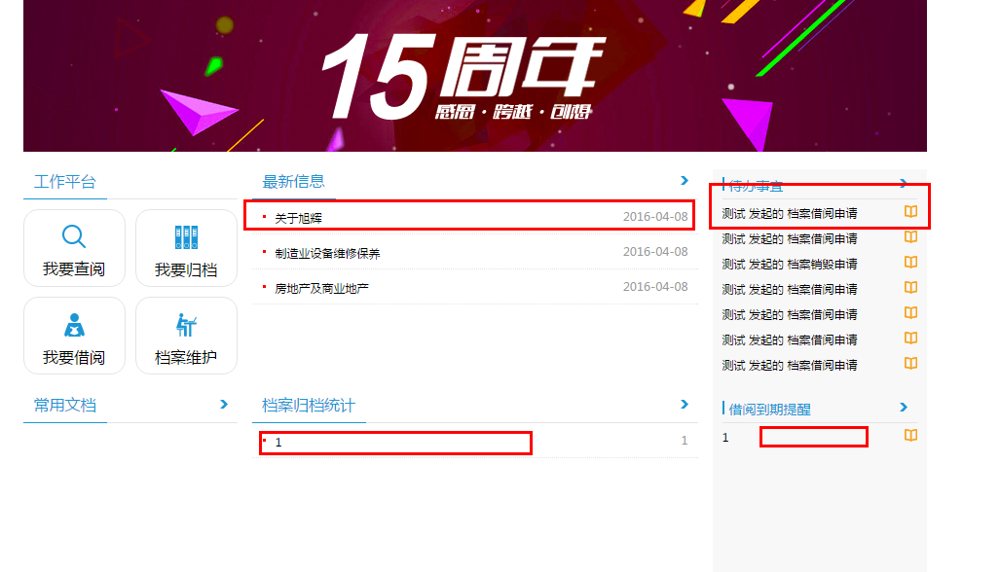 15周年
感恩·跨越·创想
工作平台
我要查阅
我要归档
我要借阅
档案维护
常用文档
最新信息
关于旭辉 2016-04-08
制造业设备维修保养 2016-04-08
房地产及商业地产 2016-04-08
档案归档统计
1 1
待办事宜
测试 发起的 档案借阅申请
测试 发起的 档案借阅申请
测试 发起的 档案销毁申请
测试 发起的 档案借阅申请
测试 发起的 档案借阅申请
测试 发起的 档案借阅申请
测试 发起的 档案借阅申请
借阅到期提醒
1